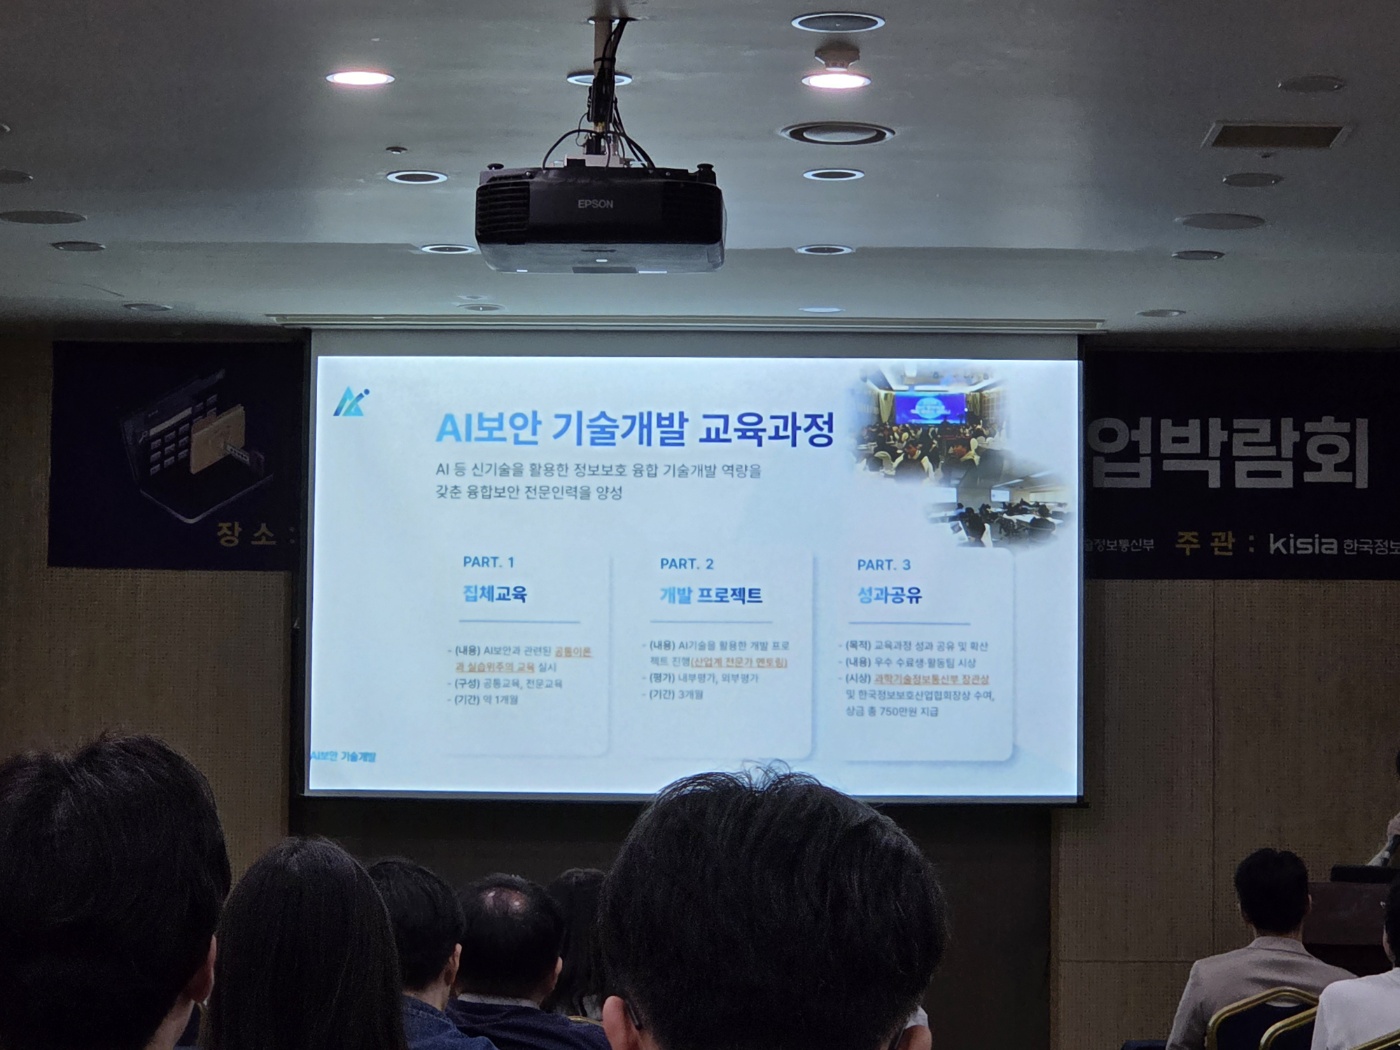 EPSON
AI보안 기술개발 교육과정
AI 등 신기술을 활용한 정보보호 융합 기술개발 역량을
갖춘 융합보안 전문인력을 양성
PART. 1
집체교육
- (내용) AI보안과 관련된 공통이론
과 실습위주의 교육 실시
- (구성) 공통교육, 전문교육
- (기간) 약 1개월
PART. 2
개발 프로젝트
- (내용) AI기술을 활용한 개발 프로
젝트 진행(산업계 전문가 멘토링)
- (평가) 내부평가, 외부평가
- (기간) 3개월
PART. 3
성과공유
- (목적) 교육과정 성과 공유 및 확산
- (내용) 우수 수료생·활동팀 시상
- (시상) 과학기술정보통신부 장관상
및 한국정보보호산업협회장상 수여,
상금 총 750만원 지급
AI보안 기술개발
장소 :
업박람회
술정보통신부 주관 : kisia 한국정보